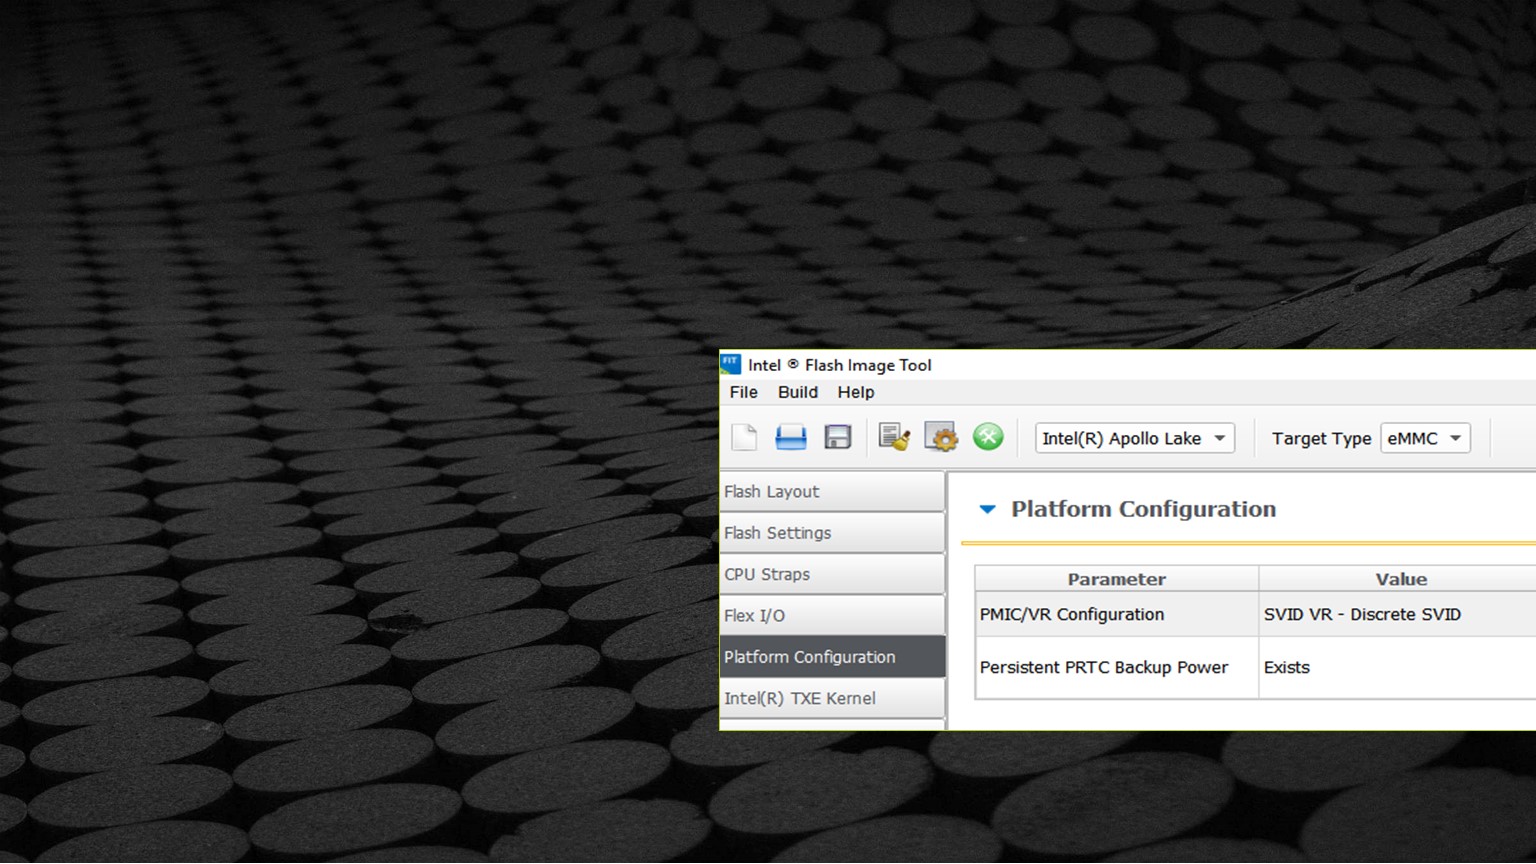 FIT
Intel ® Flash Image Tool
File Build Help
Intel(R) Apollo Lake Target Type eMMC
Flash Layout
Flash Settings
CPU Straps
Flex I/O
Platform Configuration
Intel(R) TXE Kernel
Platform Configuration
Parameter Value
PMIC/VR Configuration SVID VR - Discrete SVID
Persistent PRTC Backup Power Exists